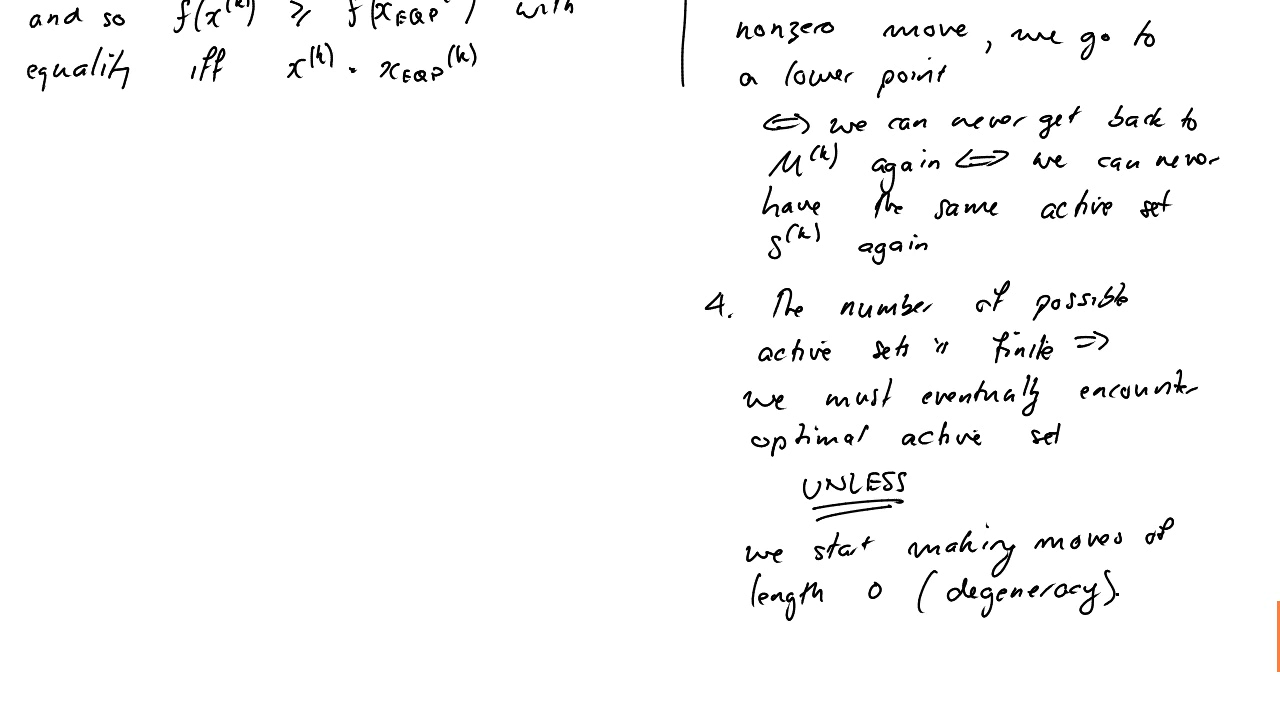 and so f(x^(k)) ⩾ f(x_EQP^(k)) with
equality iff x^(k) = x_EQP^(k)
nonzero move, we go to
a lower point
⟺ we can never get back to
M^(k) again ⟺ we can never
have the same active set
S^(k) again
4. The number of possible
active sets is finite ⇒
we must eventually encounter
optimal active set
UNLESS
we start making moves of
length 0 (degeneracy).